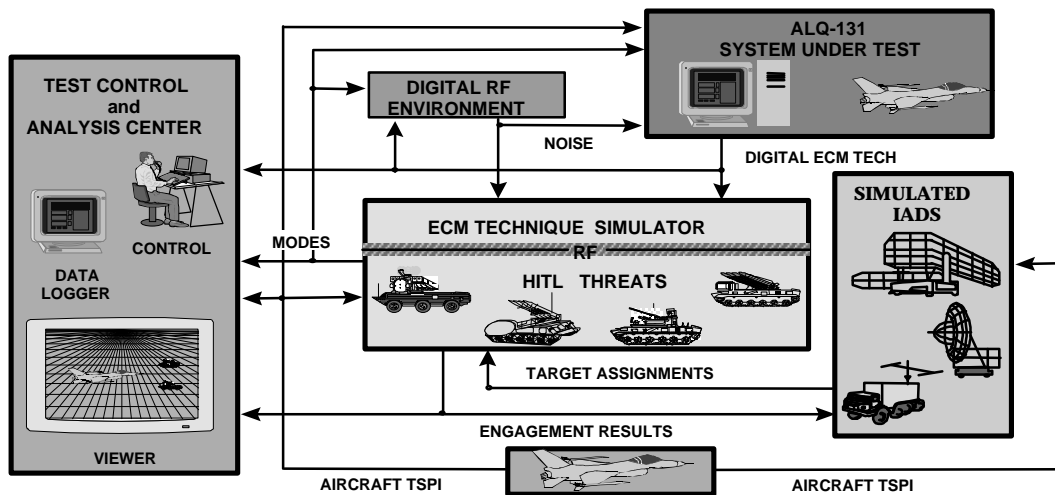 TEST CONTROL
and
ANALYSIS CENTER
CONTROL
DATA
LOGGER
VIEWER
DIGITAL RF
ENVIRONMENT
ALQ-131
SYSTEM UNDER TEST
NOISE
DIGITAL ECM TECH
MODES
ECM TECHNIQUE SIMULATOR
RF
HITL THREATS
SIMULATED
IADS
TARGET ASSIGNMENTS
ENGAGEMENT RESULTS
AIRCRAFT TSPI
AIRCRAFT TSPI